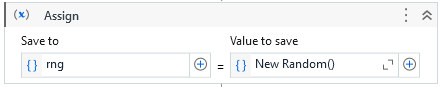 (x) Assign
Save to
Value to save
{ } rng
=
{ } New Random()